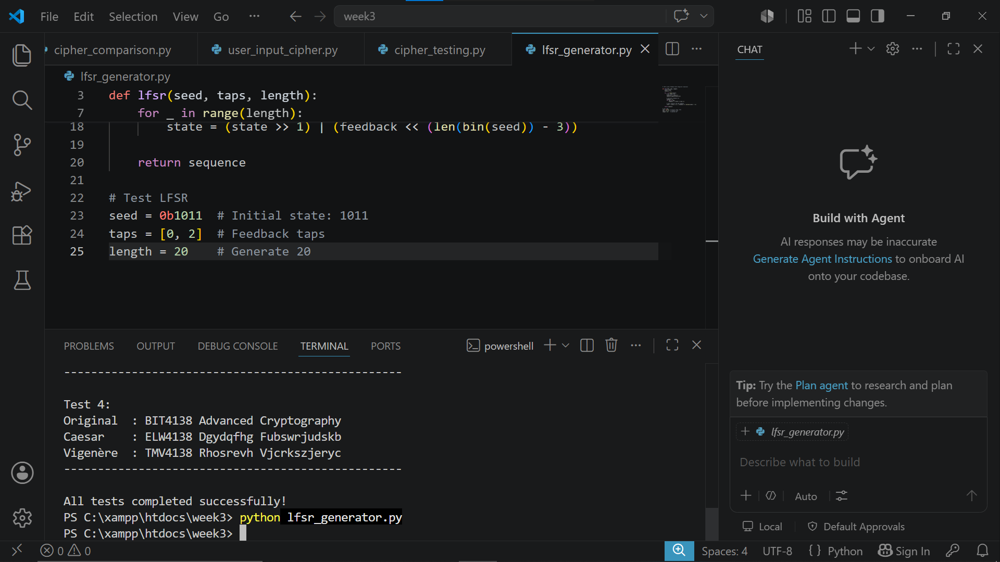 File Edit Selection View Go ··· week3
cipher_comparison.py user_input_cipher.py cipher_testing.py lfsr_generator.py
lfsr_generator.py
3 def lfsr(seed, taps, length):
7 for _ in range(length):
18 state = (state >> 1) | (feedback << (len(bin(seed)) - 3))
19
20 return sequence
21
22 # Test LFSR
23 seed = 0b1011  # Initial state: 1011
24 taps = [0, 2]  # Feedback taps
25 length = 20    # Generate 20
PROBLEMS OUTPUT DEBUG CONSOLE TERMINAL PORTS powershell
--------------------------------------------------
Test 4:
Original  : BIT4138 Advanced Cryptography
Caesar    : ELW4138 Dgydqfhg Fubswrjudskb
Vigenère  : TMV4138 Rhosrevh Vjcrkszjeryc
--------------------------------------------------
All tests completed successfully!
PS C:\xampp\htdocs\week3> python lfsr_generator.py
PS C:\xampp\htdocs\week3>
CHAT
Build with Agent
AI responses may be inaccurate
Generate Agent Instructions to onboard AI
onto your codebase.
Tip: Try the Plan agent to research and plan
before implementing changes.
lfsr_generator.py
Describe what to build
Auto
Local Default Approvals
0 0 Spaces: 4 UTF-8 {} Python Sign In